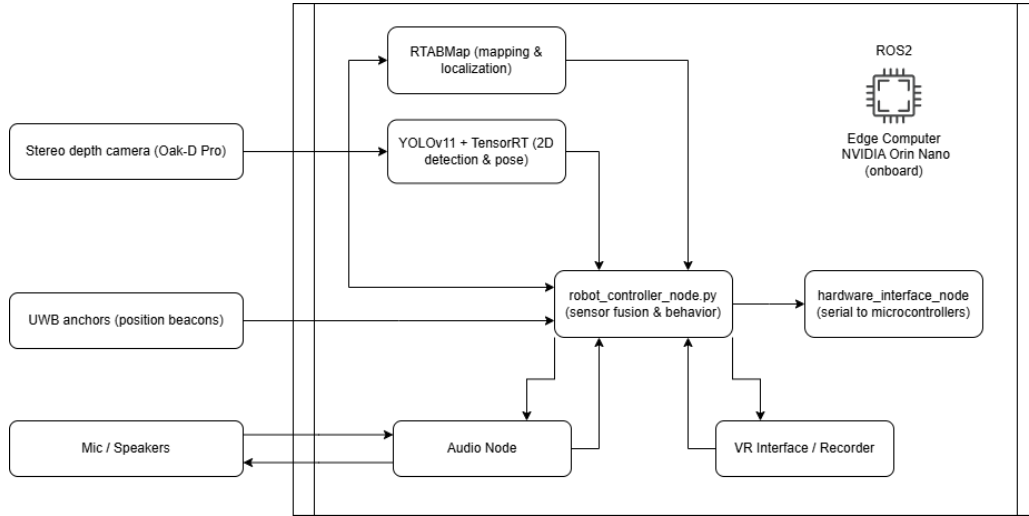 RTABMap (mapping &
localization)
ROS2
Stereo depth camera (Oak-D Pro)
YOLOv11 + TensorRT (2D
detection & pose)
Edge Computer
NVIDIA Orin Nano
(onboard)
UWB anchors (position beacons)
robot_controller_node.py
(sensor fusion & behavior)
hardware_interface_node
(serial to microcontrollers)
Mic / Speakers
Audio Node
VR Interface / Recorder